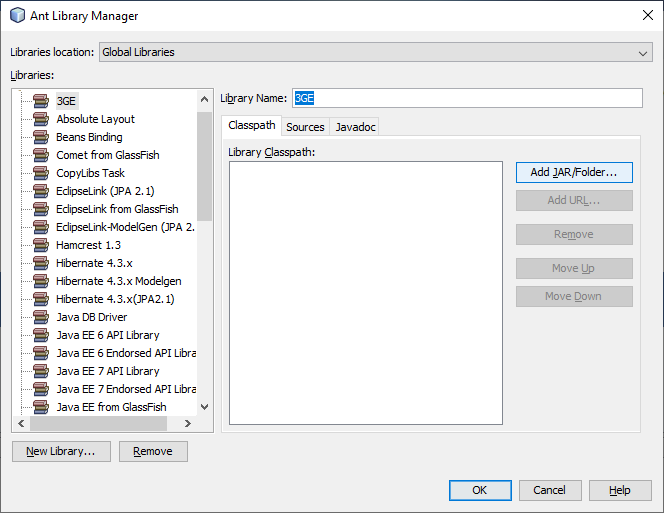 Ant Library Manager
Libraries location: Global Libraries
Libraries:
3GE
Absolute Layout
Beans Binding
Comet from GlassFish
CopyLibs Task
EclipseLink (JPA 2.1)
EclipseLink from GlassFish
EclipseLink-ModelGen (JPA 2.
Hamcrest 1.3
Hibernate 4.3.x
Hibernate 4.3.x Modelgen
Hibernate 4.3.x(JPA2.1)
Java DB Driver
Java EE 6 API Library
Java EE 6 Endorsed API Libra
Java EE 7 API Library
Java EE 7 Endorsed API Libra
Java EE from GlassFish
New Library... Remove
Library Name: 3GE
Classpath Sources Javadoc
Library Classpath:
Add JAR/Folder...
Add URL...
Remove
Move Up
Move Down
OK Cancel Help